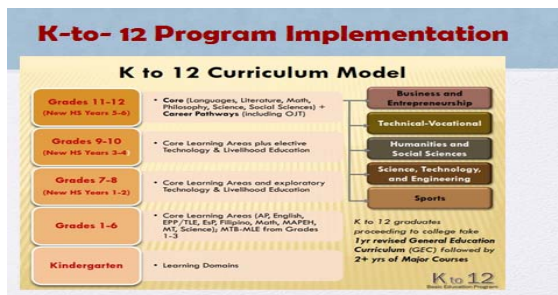 K-to- 12 Program Implementation
K to 12 Curriculum Model
Grades 11-12
(New HS Years 5-6)
• Core (Languages, Literature, Math,
Philosophy, Science, Social Sciences) +
Career Pathways (including OJT)
Grades 9-10
(New HS Years 3-4)
• Core Learning Areas plus elective
Technology & Livelihood Education
Grades 7-8
(New HS Years 1-2)
• Core Learning Areas and exploratory
Technology & Livelihood Education
Grades 1-6
• Core Learning Areas (AP, English,
EPP/TLE, EsP, Filipino, Math, MAPEH,
MT, Science); MTB-MLE from Grades
1-3
Kindergarten
• Learning Domains
Business and
Entrepreneurship
Technical-Vocational
Humanities and
Social Sciences
Science, Technology,
and Engineering
Sports
K to 12 graduates
proceeding to college take
1yr revised General Education
Curriculum (GEC) followed by
2+ yrs of Major Courses
K to 12
Basic Education Program